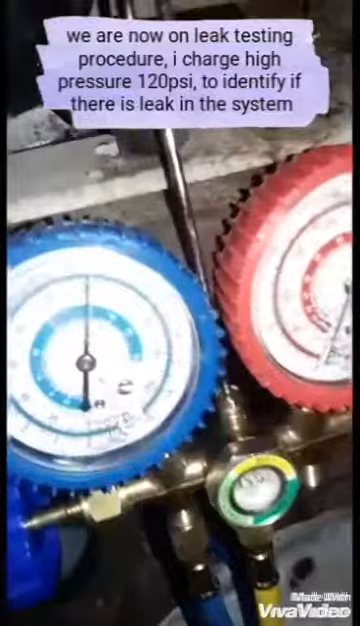 we are now on leak testing
procedure, i charge high
pressure 120psi, to identify if
there is leak in the system
Made With
VivaVideo